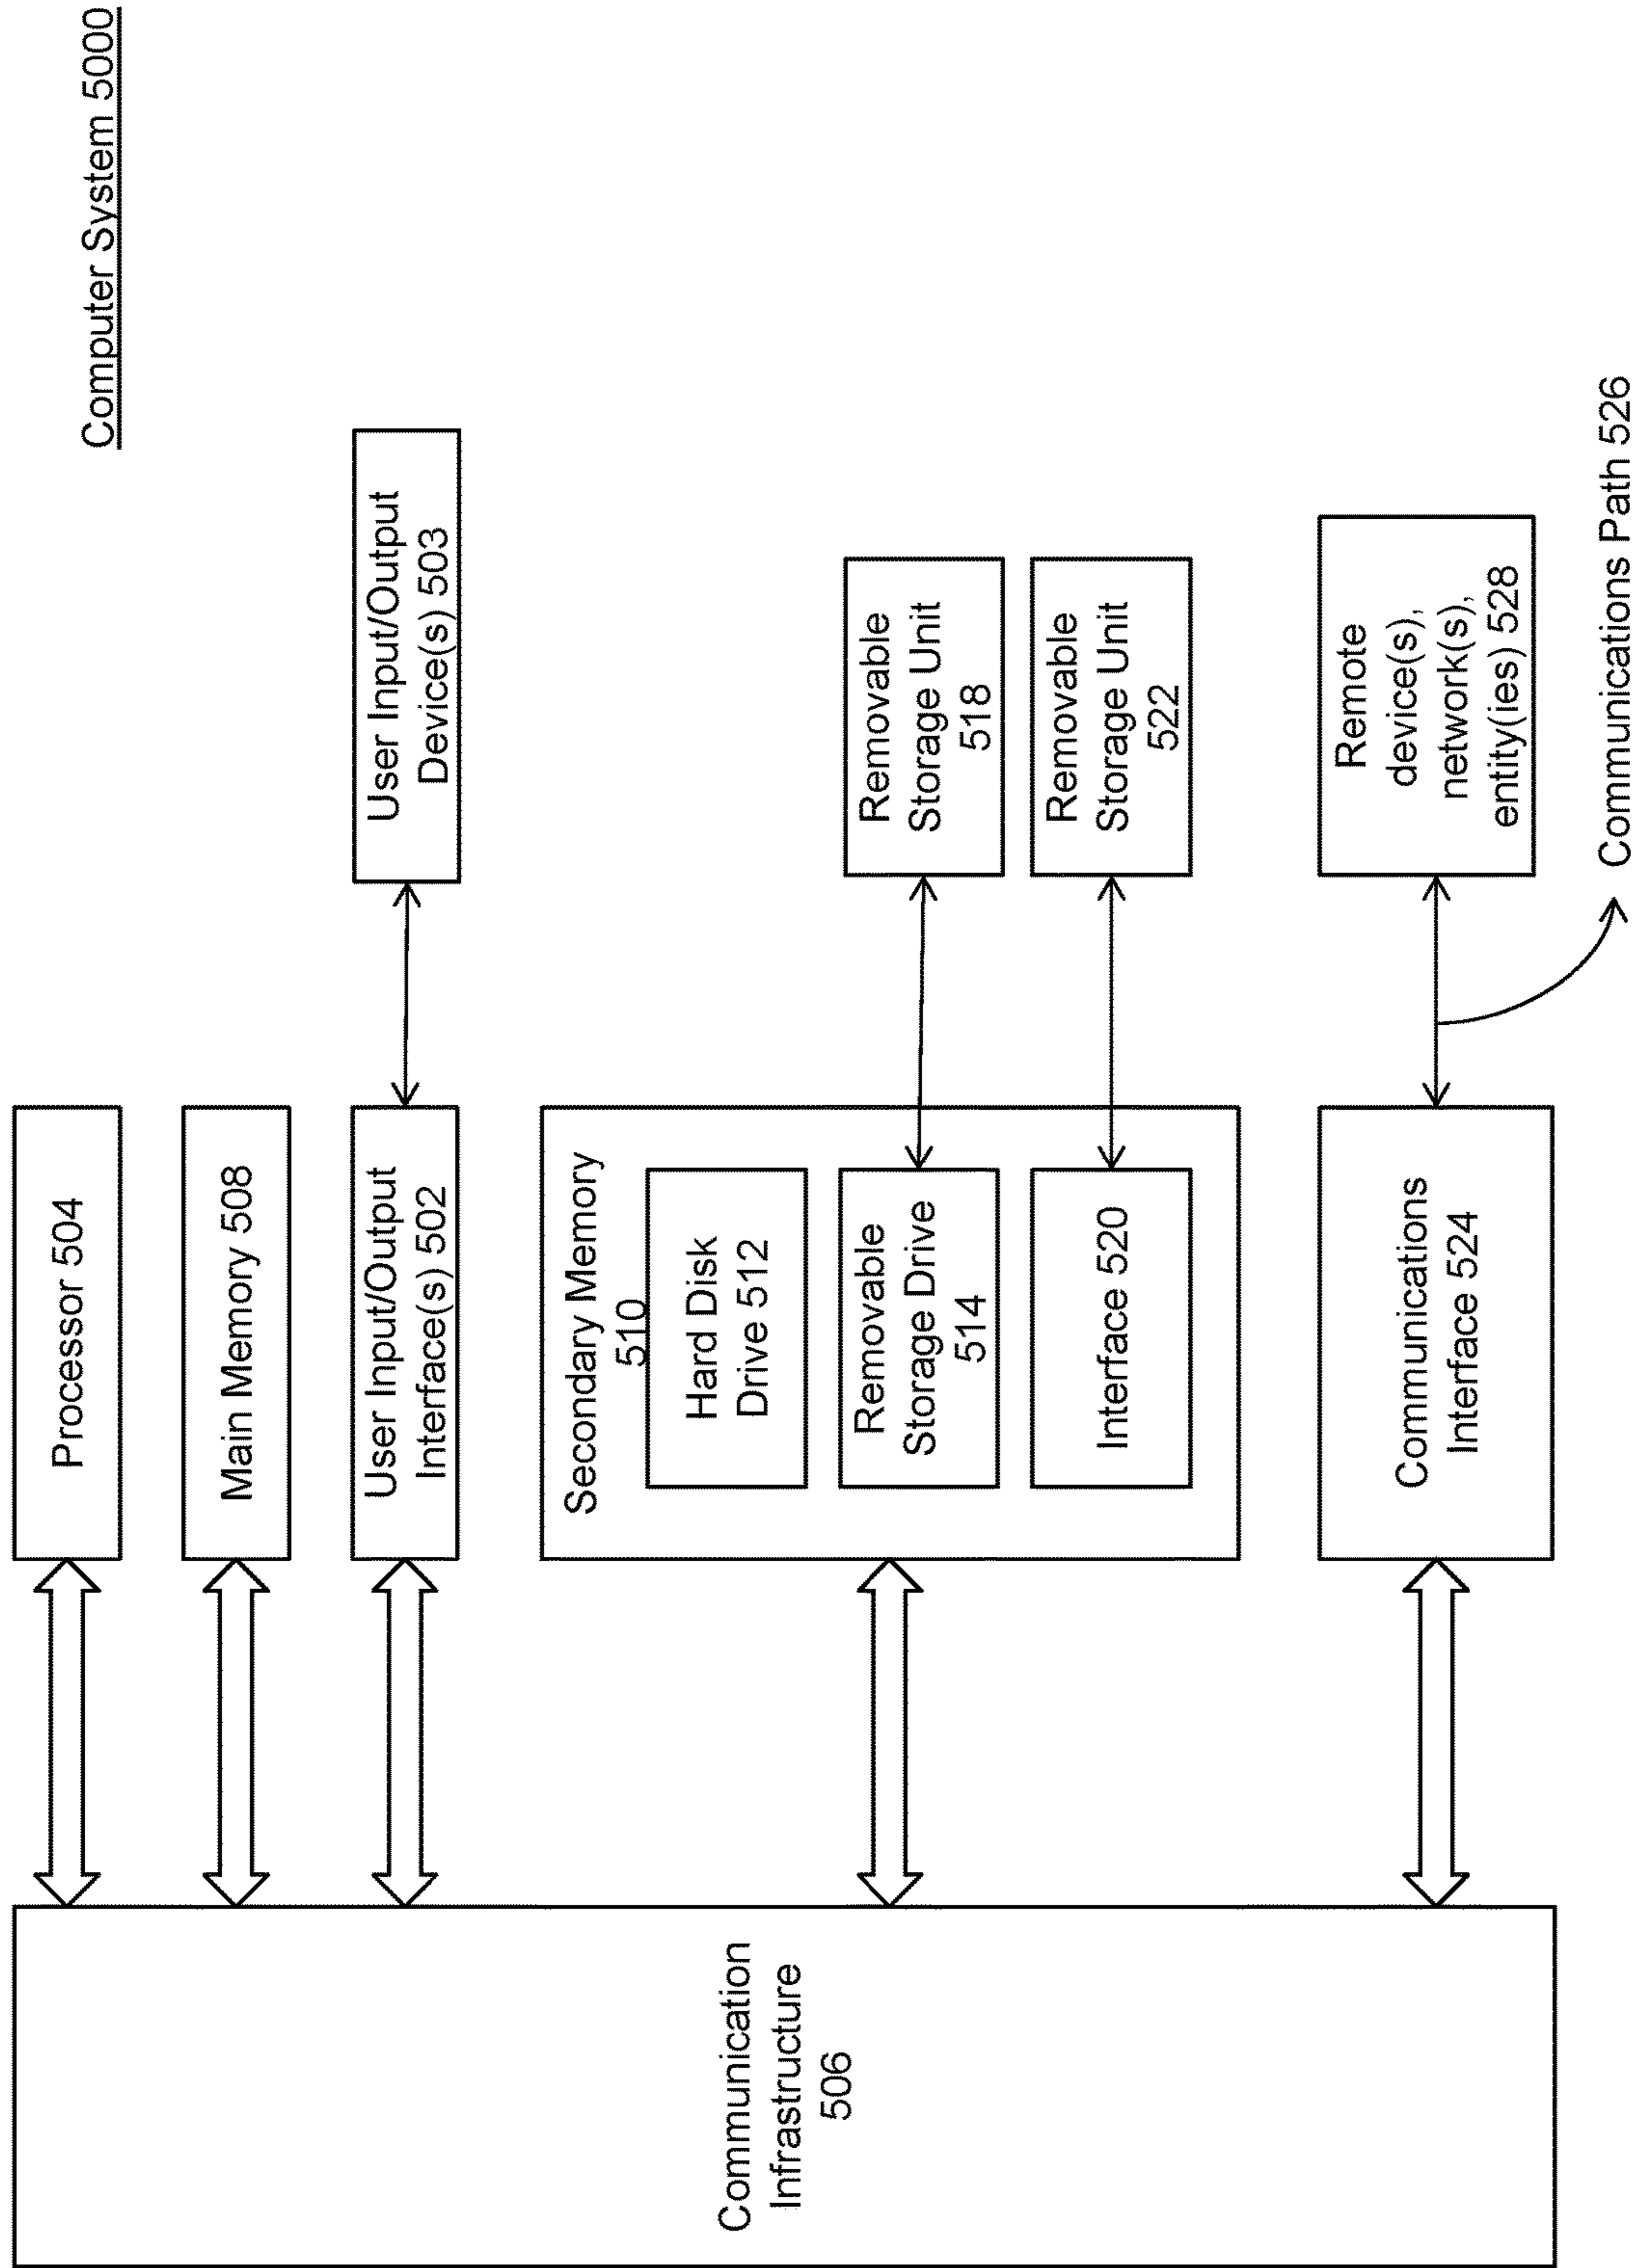 Computer System 5000
Processor 504
Main Memory 508
User Input/Output
Interface(s) 502
User Input/Output
Device(s) 503
Communication
Infrastructure
506
Secondary Memory
510
Hard Disk
Drive 512
Removable
Storage Drive
514
Removable
Storage Unit
518
Interface 520
Removable
Storage Unit
522
Communications
Interface 524
Remote
device(s),
network(s),
entity(ies) 528
Communications Path 526